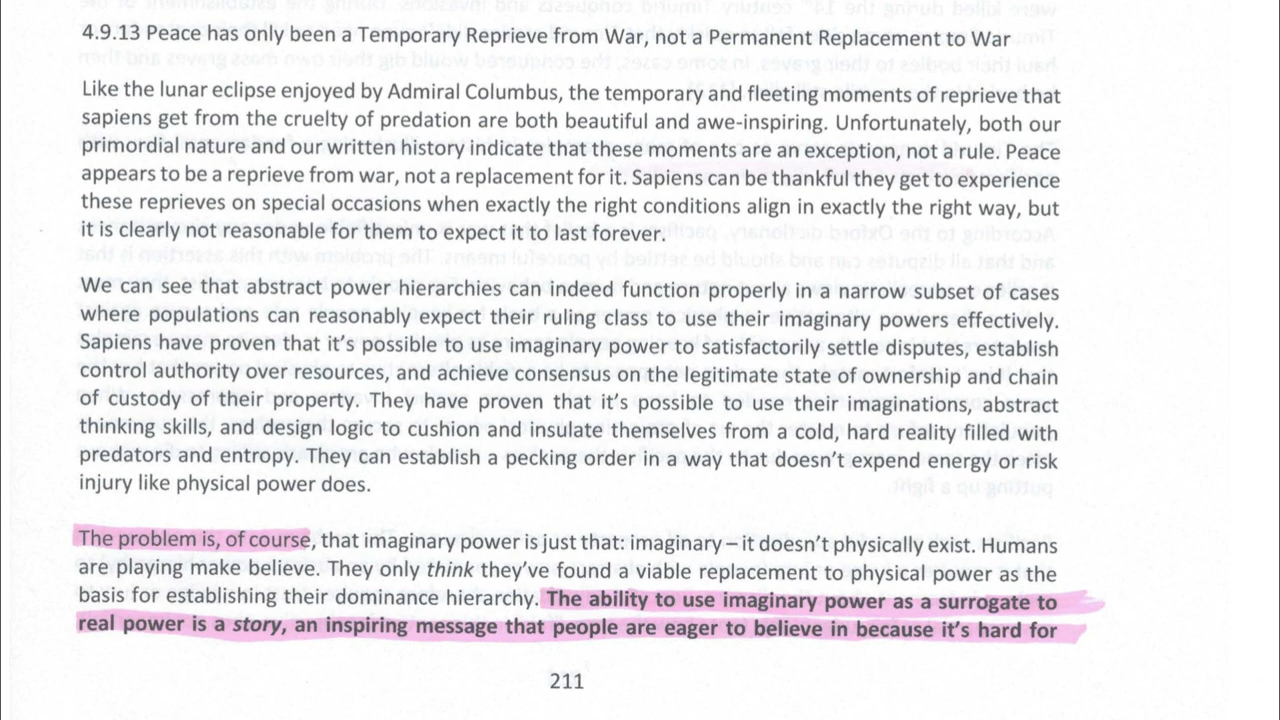 4.9.13 Peace has only been a Temporary Reprieve from War, not a Permanent Replacement to War
Like the lunar eclipse enjoyed by Admiral Columbus, the temporary and fleeting moments of reprieve that
sapiens get from the cruelty of predation are both beautiful and awe-inspiring. Unfortunately, both our
primordial nature and our written history indicate that these moments are an exception, not a rule. Peace
appears to be a reprieve from war, not a replacement for it. Sapiens can be thankful they get to experience
these reprieves on special occasions when exactly the right conditions align in exactly the right way, but
it is clearly not reasonable for them to expect it to last forever.
We can see that abstract power hierarchies can indeed function properly in a narrow subset of cases
where populations can reasonably expect their ruling class to use their imaginary powers effectively.
Sapiens have proven that it's possible to use imaginary power to satisfactorily settle disputes, establish
control authority over resources, and achieve consensus on the legitimate state of ownership and chain
of custody of their property. They have proven that it's possible to use their imaginations, abstract
thinking skills, and design logic to cushion and insulate themselves from a cold, hard reality filled with
predators and entropy. They can establish a pecking order in a way that doesn't expend energy or risk
injury like physical power does.
The problem is, of course, that imaginary power is just that: imaginary – it doesn't physically exist. Humans
are playing make believe. They only think they've found a viable replacement to physical power as the
basis for establishing their dominance hierarchy. The ability to use imaginary power as a surrogate to
real power is a story, an inspiring message that people are eager to believe in because it's hard for
211